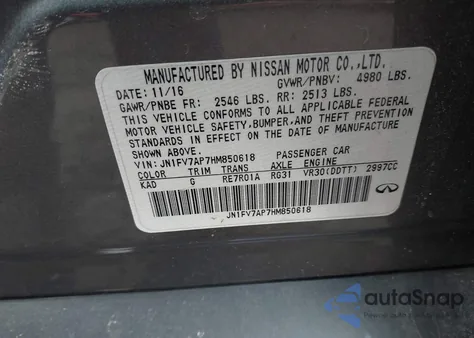 MANUFACTURED BY NISSAN MOTOR CO.,LTD.
DATE: 11/16 GVWR/PNBV: 4980 LBS.
GAWR/PNBE FR: 2546 LBS. RR: 2513 LBS.
THIS VEHICLE CONFORMS TO ALL APPLICABLE FEDERAL
MOTOR VEHICLE SAFETY, BUMPER, AND THEFT PREVENTION
STANDARDS IN EFFECT ON THE DATE OF MANUFACTURE
SHOWN ABOVE.
VIN: JN1FV7AP7HM850618 PASSENGER CAR
COLOR TRIM TRANS AXLE ENGINE
KAD G RE7R01A RG31 VR30(DDTT) 2997CC
JN1FV7AP7HM850618
autoSnap